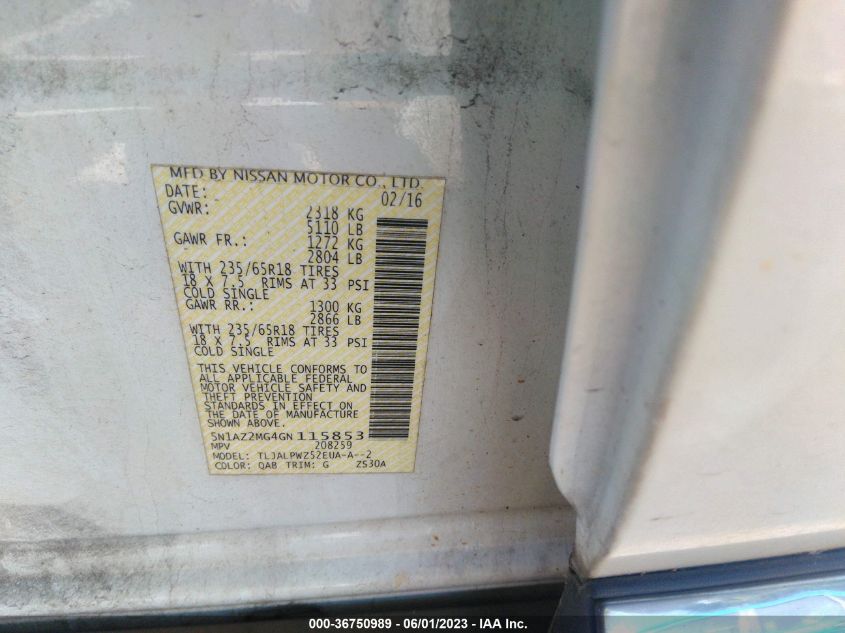 MFD BY NISSAN MOTOR CO., LTD.
DATE: 02/16
GVWR: 2318 KG
5110 LB
GAWR FR.: 1272 KG
2804 LB
WITH 235/65R18 TIRES
18 X 7.5 RIMS AT 33 PSI
COLD SINGLE
GAWR RR.: 1300 KG
2866 LB
WITH 235/65R18 TIRES
18 X 7.5 RIMS AT 33 PSI
COLD SINGLE
THIS VEHICLE CONFORMS TO
ALL APPLICABLE FEDERAL
MOTOR VEHICLE SAFETY AND
THEFT PREVENTION
STANDARDS IN EFFECT ON
THE DATE OF MANUFACTURE
SHOWN ABOVE.
5N1AZ2MG4GN115853
MPV 208259
MODEL: TLJALPWZ52EUA-A--2
COLOR: QAB TRIM: G ZS30A
000-36750989 - 06/01/2023 - IAA Inc.